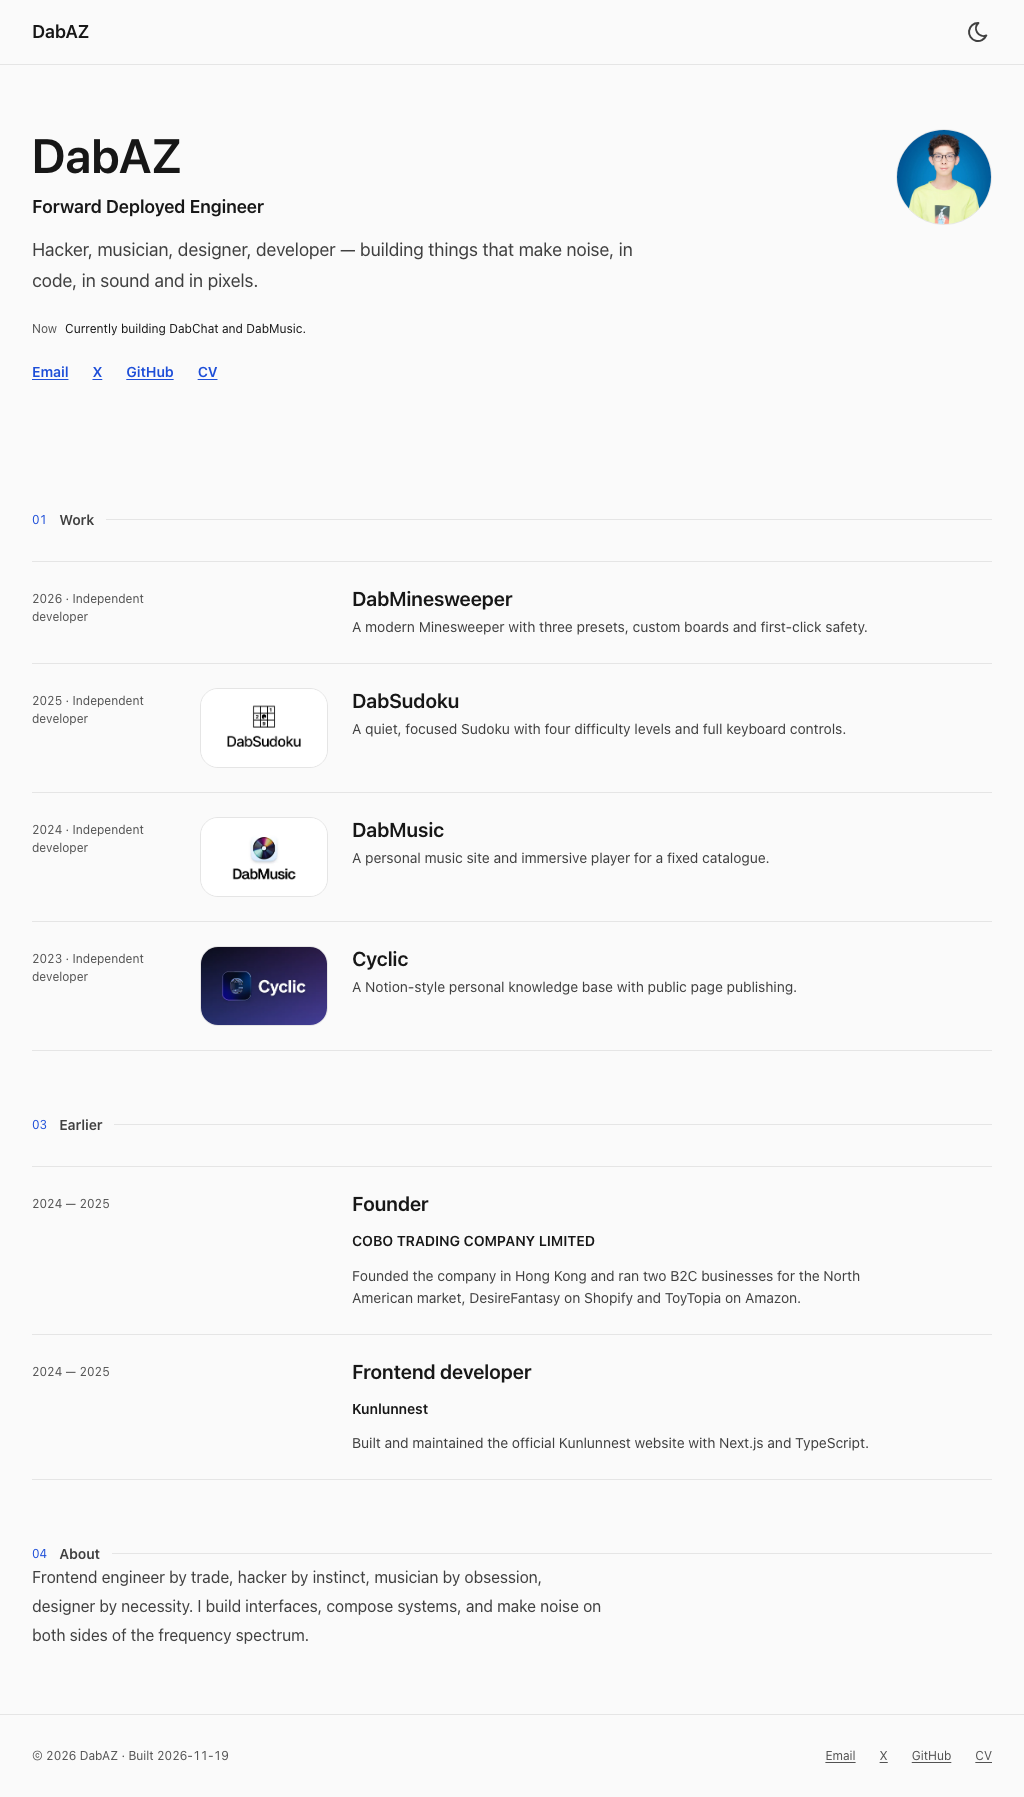 DabAZ
DabAZ
Forward Deployed Engineer
Hacker, musician, designer, developer — building things that make noise, in
code, in sound and in pixels.
Now Currently building DabChat and DabMusic.
Email X GitHub CV
01 Work
2026 · Independent
developer
DabMinesweeper
A modern Minesweeper with three presets, custom boards and first-click safety.
2025 · Independent
developer
DabSudoku
DabSudoku
A quiet, focused Sudoku with four difficulty levels and full keyboard controls.
2024 · Independent
developer
DabMusic
DabMusic
A personal music site and immersive player for a fixed catalogue.
2023 · Independent
developer
Cyclic
Cyclic
A Notion-style personal knowledge base with public page publishing.
03 Earlier
2024 — 2025
Founder
COBO TRADING COMPANY LIMITED
Founded the company in Hong Kong and ran two B2C businesses for the North
American market, DesireFantasy on Shopify and ToyTopia on Amazon.
2024 — 2025
Frontend developer
Kunlunnest
Built and maintained the official Kunlunnest website with Next.js and TypeScript.
04 About
Frontend engineer by trade, hacker by instinct, musician by obsession,
designer by necessity. I build interfaces, compose systems, and make noise on
both sides of the frequency spectrum.
© 2026 DabAZ · Built 2026-11-19
Email X GitHub CV